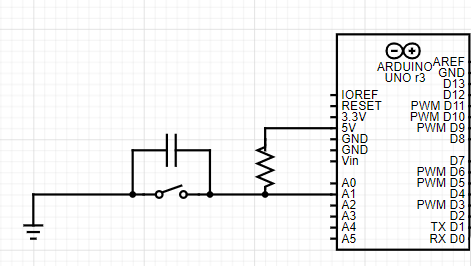 AREF
ARDUINO
UNO r3
GND
D13
IOREF D12
RESET PWM D11
3.3V PWM D10
5V PWM D9
GND D8
GND
Vin D7
PWM D6
A0 PWM D5
A1 D4
A2 PWM D3
A3 D2
A4 TX D1
A5 RX D0